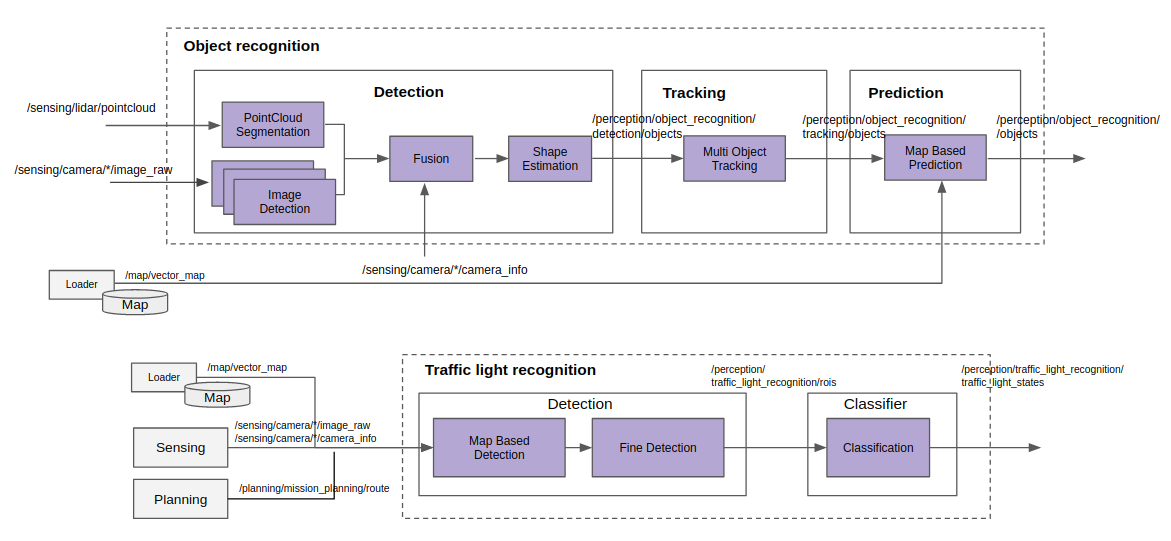 Object recognition
Detection
Tracking
Prediction
/sensing/lidar/pointcloud
PointCloud
Segmentation
/sensing/camera/*/image_raw
Image
Detection
Fusion
Shape
Estimation
/perception/object_recognition/
detection/objects
Multi Object
Tracking
/perception/object_recognition/
tracking/objects
Map Based
Prediction
/perception/object_recognition/
/objects
/sensing/camera/*/camera_info
Loader
Map
/map/vector_map
Traffic light recognition
Loader
Map
/map/vector_map
Sensing
/sensing/camera/*/image_raw
/sensing/camera/*/camera_info
Planning
/planning/mission_planning/route
Detection
Map Based
Detection
Fine Detection
/perception/
traffic_light_recognition/rois
Classifier
Classification
/perception/traffic_light_recognition/
traffic_light_states